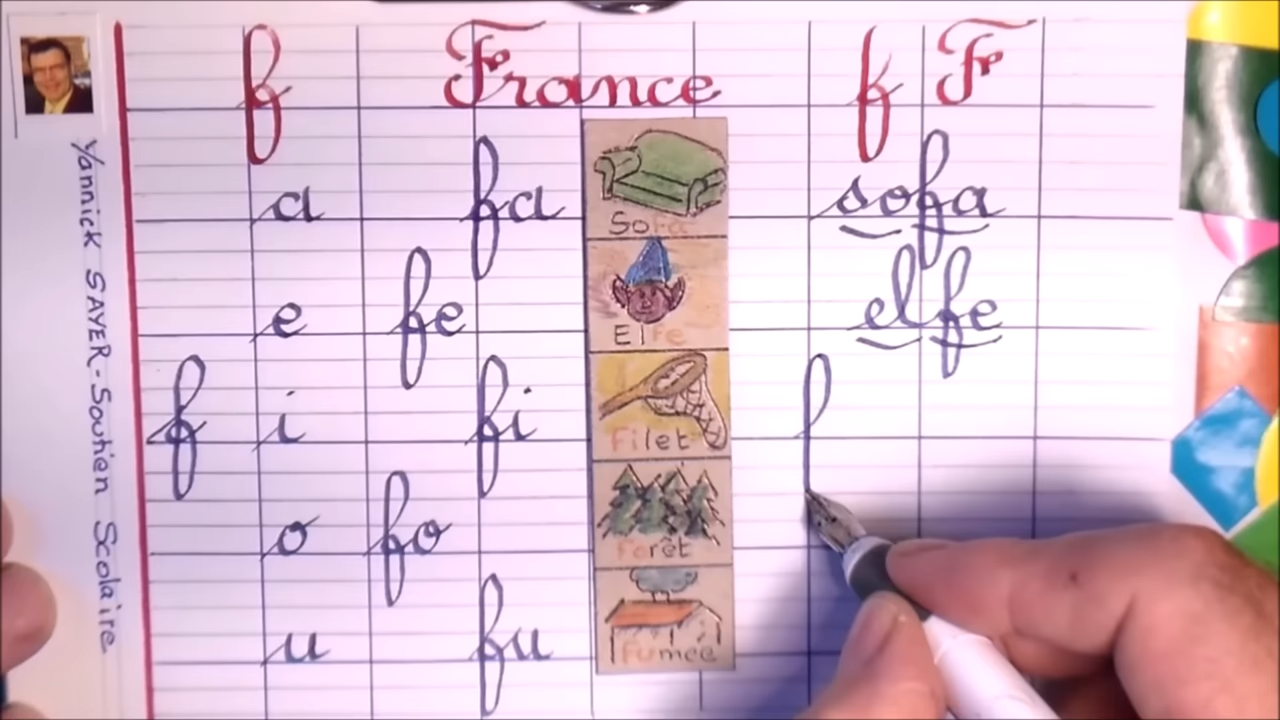 f France f F
a fa Sofa sofa
e fe Elfe elfe
f i fi Filet f
o fo Forêt
u fu Fumée
Yannick SAYER-Soutien Scolaire